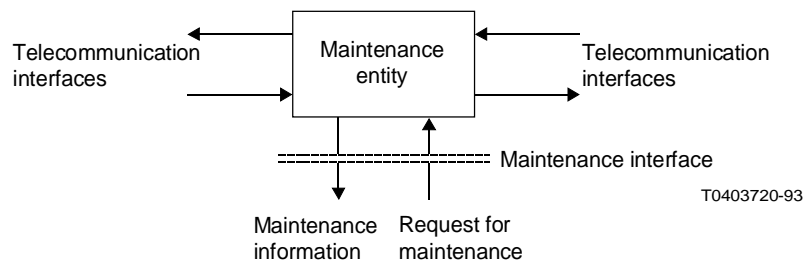 Telecommunication
interfaces
Maintenance
entity
Telecommunication
interfaces
Maintenance interface
T0403720-93
Maintenance
information
Request for
maintenance